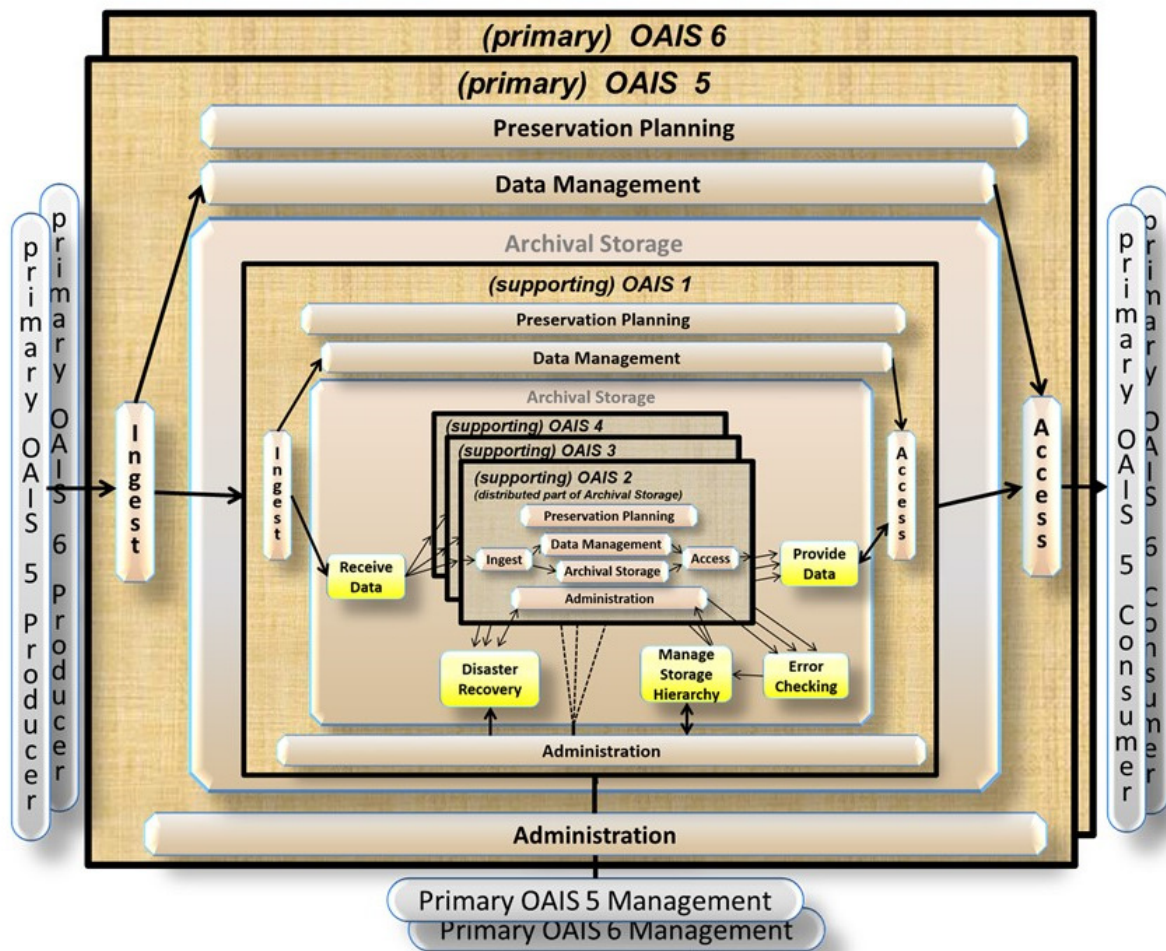 (primary) OAIS 6
(primary) OAIS 5
Preservation Planning
Data Management
Archival Storage
(supporting) OAIS 1
Preservation Planning
Data Management
Archival Storage
(supporting) OAIS 4
(supporting) OAIS 3
(supporting) OAIS 2
(distributed part of Archival Storage)
Preservation Planning
Data Management
Ingest
Access
Archival Storage
Administration
Receive
Data
Provide
Data
Ingest
Access
Disaster
Recovery
Manage
Storage
Hierarchy
Error
Checking
Administration
Ingest
Access
Administration
primary OAIS 5 Producer
primary OAIS 6 Producer
primary OAIS 5 Consumer
primary OAIS 6 Consumer
Primary OAIS 5 Management
Primary OAIS 6 Management